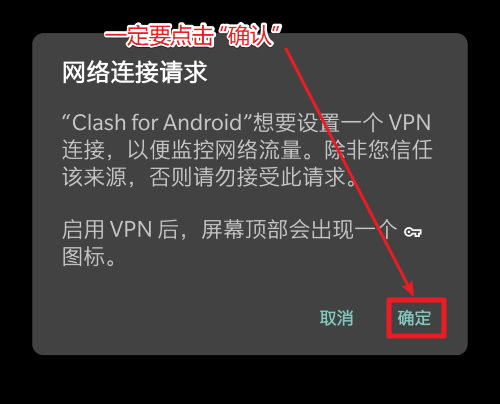 一定要点击“确认”
网络连接请求
“Clash for Android”想要设置一个 VPN
连接，以便监控网络流量。除非您信任
该来源，否则请勿接受此请求。
启用 VPN 后，屏幕顶部会出现一个
图标。
取消 确定